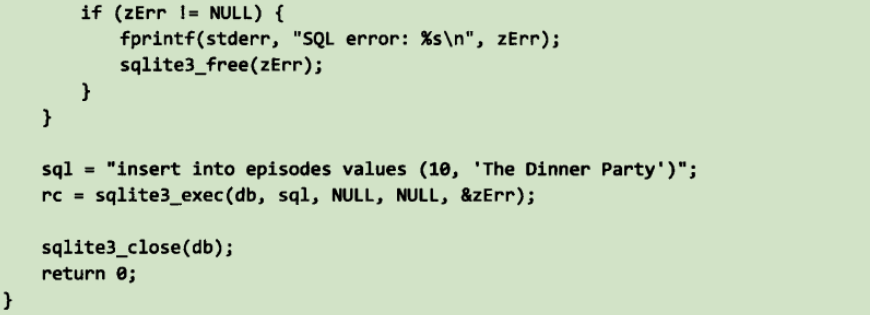 if (zErr != NULL) {
            fprintf(stderr, "SQL error: %s\n", zErr);
            sqlite3_free(zErr);
        }
    }

    sql = "insert into episodes values (10, 'The Dinner Party')";
    rc = sqlite3_exec(db, sql, NULL, NULL, &zErr);

    sqlite3_close(db);
    return 0;
}